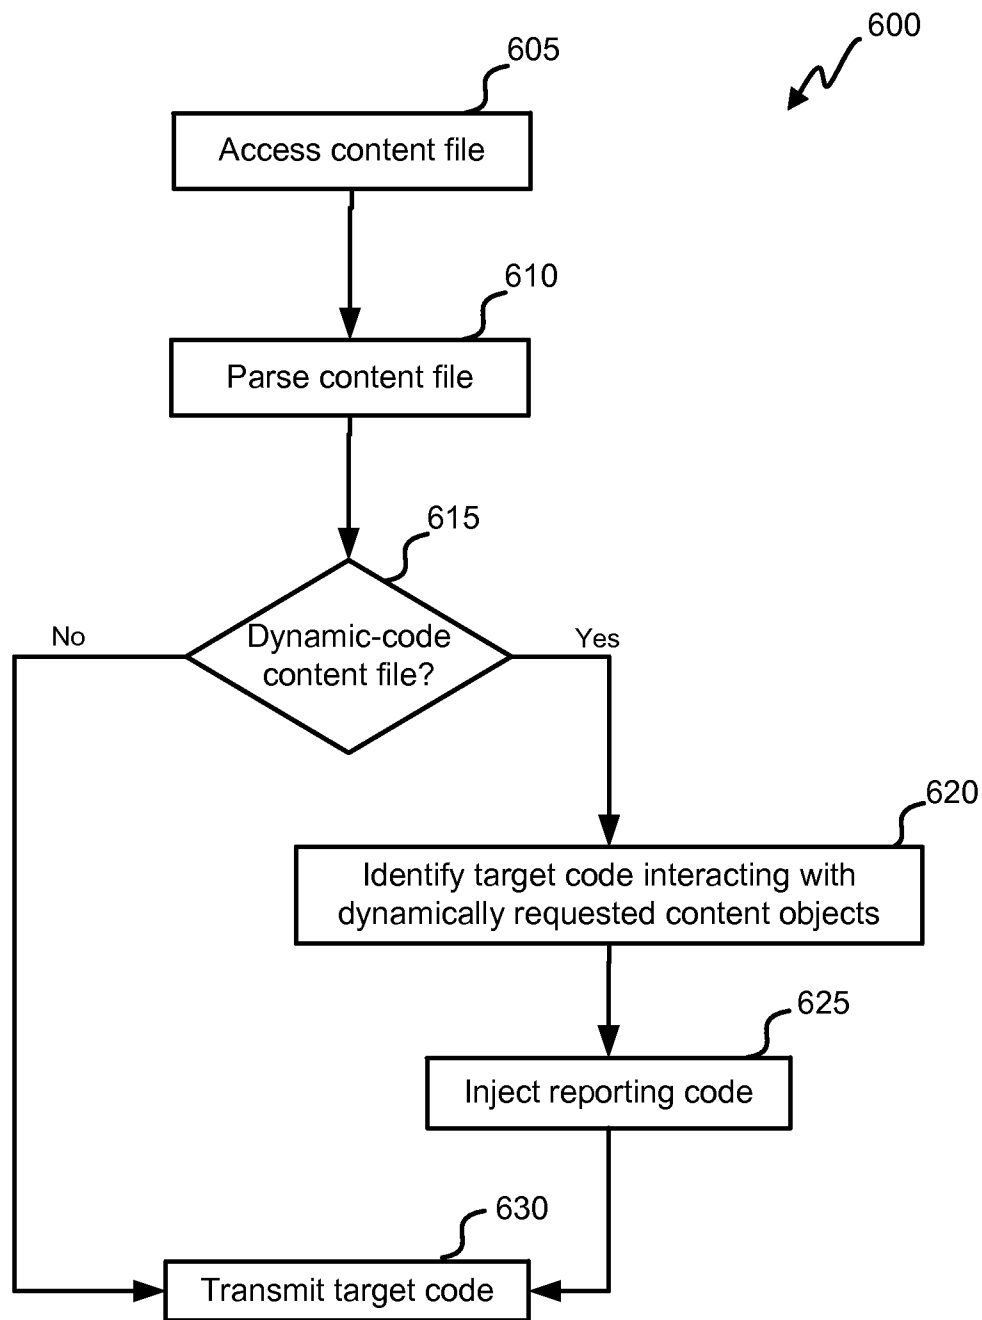 600
605
Access content file
610
Parse content file
615
Dynamic-code
content file?
No
Yes
620
Identify target code interacting with
dynamically requested content objects
625
Inject reporting code
630
Transmit target code